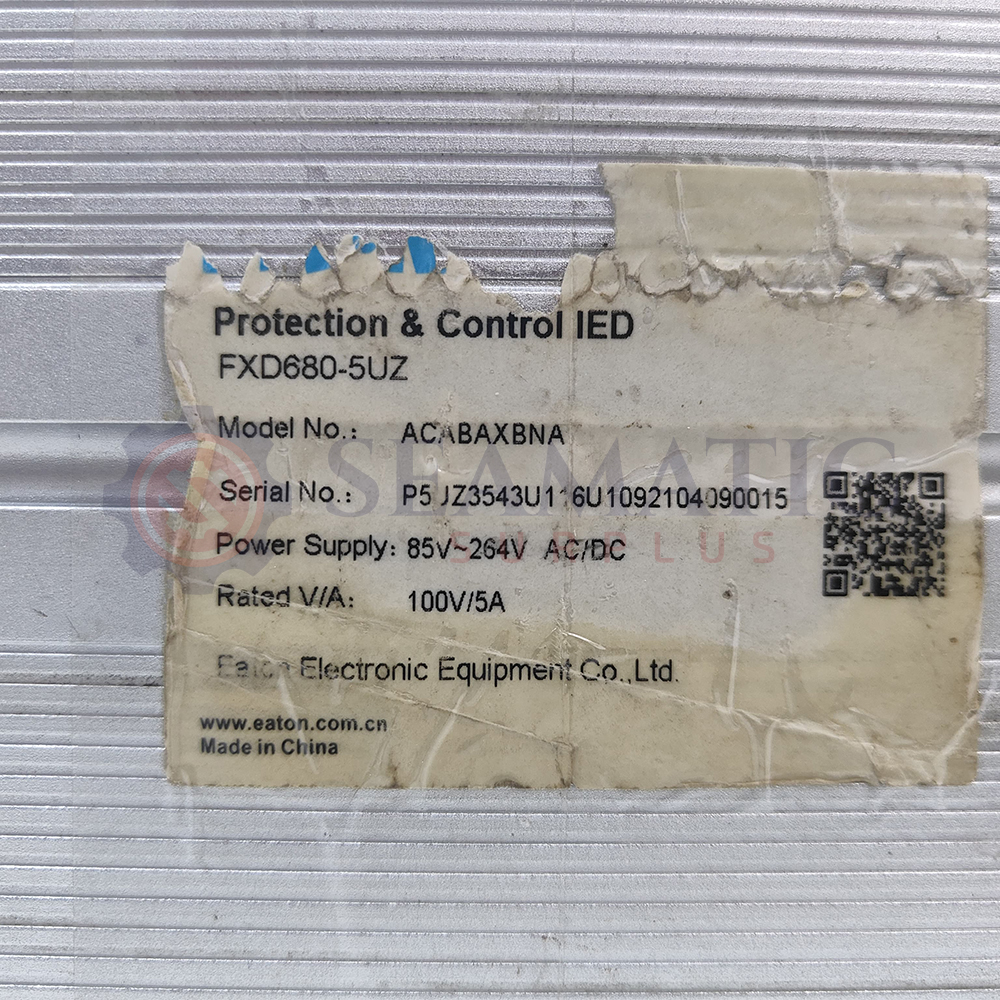 Protection & Control IED
FXD680-5UZ
Model No.: ACABAXBNA
Serial No.:
Power Supply: 85V~264V AC/DC
Rated V/A: 100V/5A
Eaton Electronic Equipment Co.,Ltd.
www.eaton.com.cn
Made in China
SEAMATIC
SURPLUS